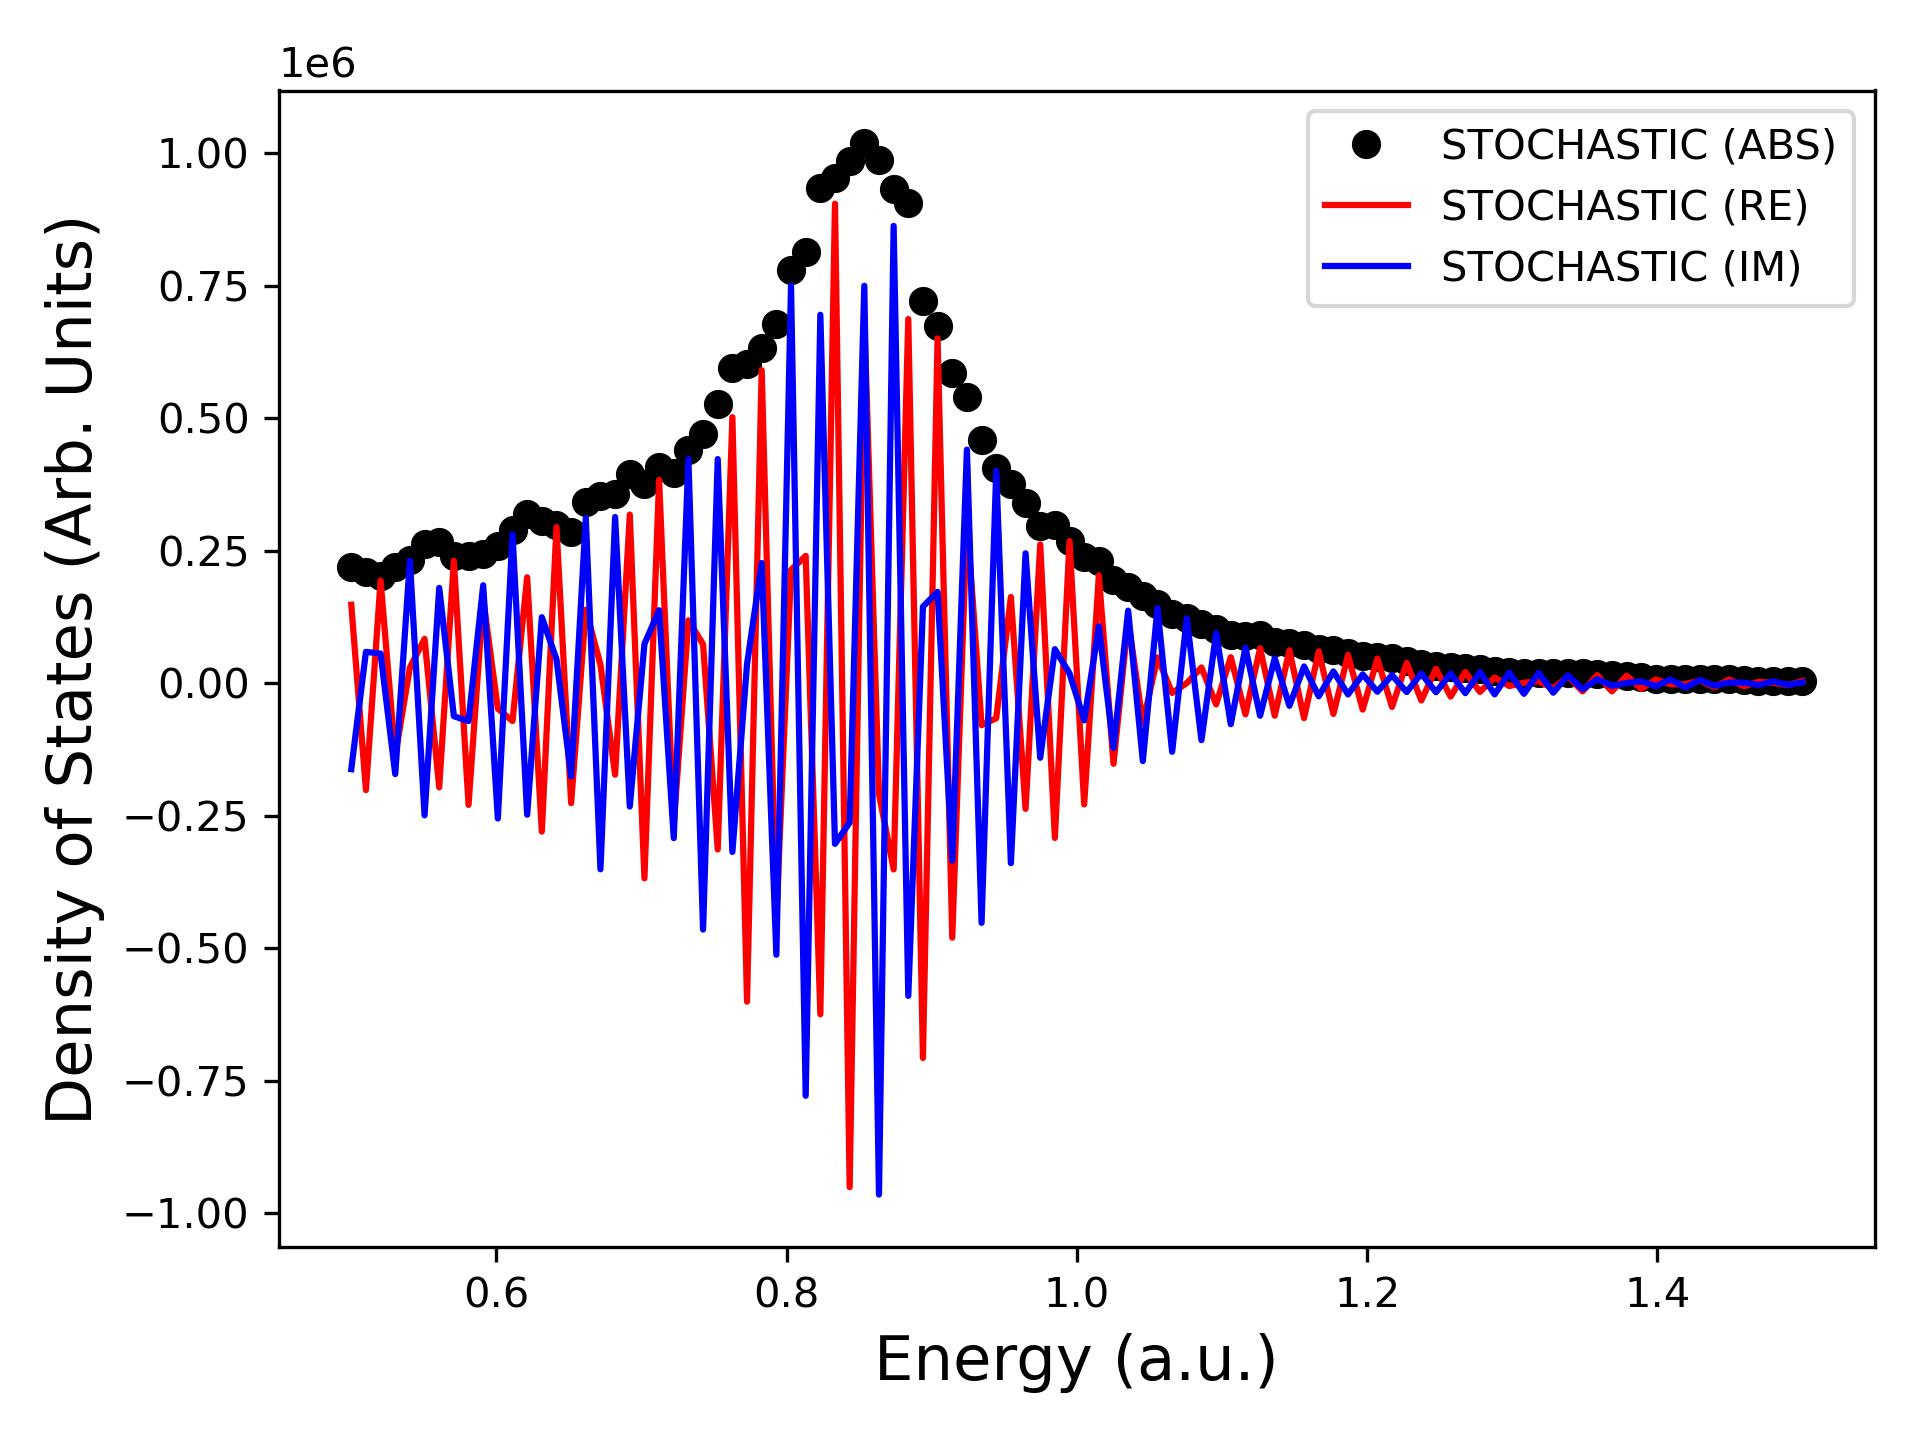 1e6
1.00
0.75
0.50
0.25
0.00
−0.25
−0.50
−0.75
−1.00
Density of States (Arb. Units)
STOCHASTIC (ABS)
STOCHASTIC (RE)
STOCHASTIC (IM)
0.6 0.8 1.0 1.2 1.4
Energy (a.u.)